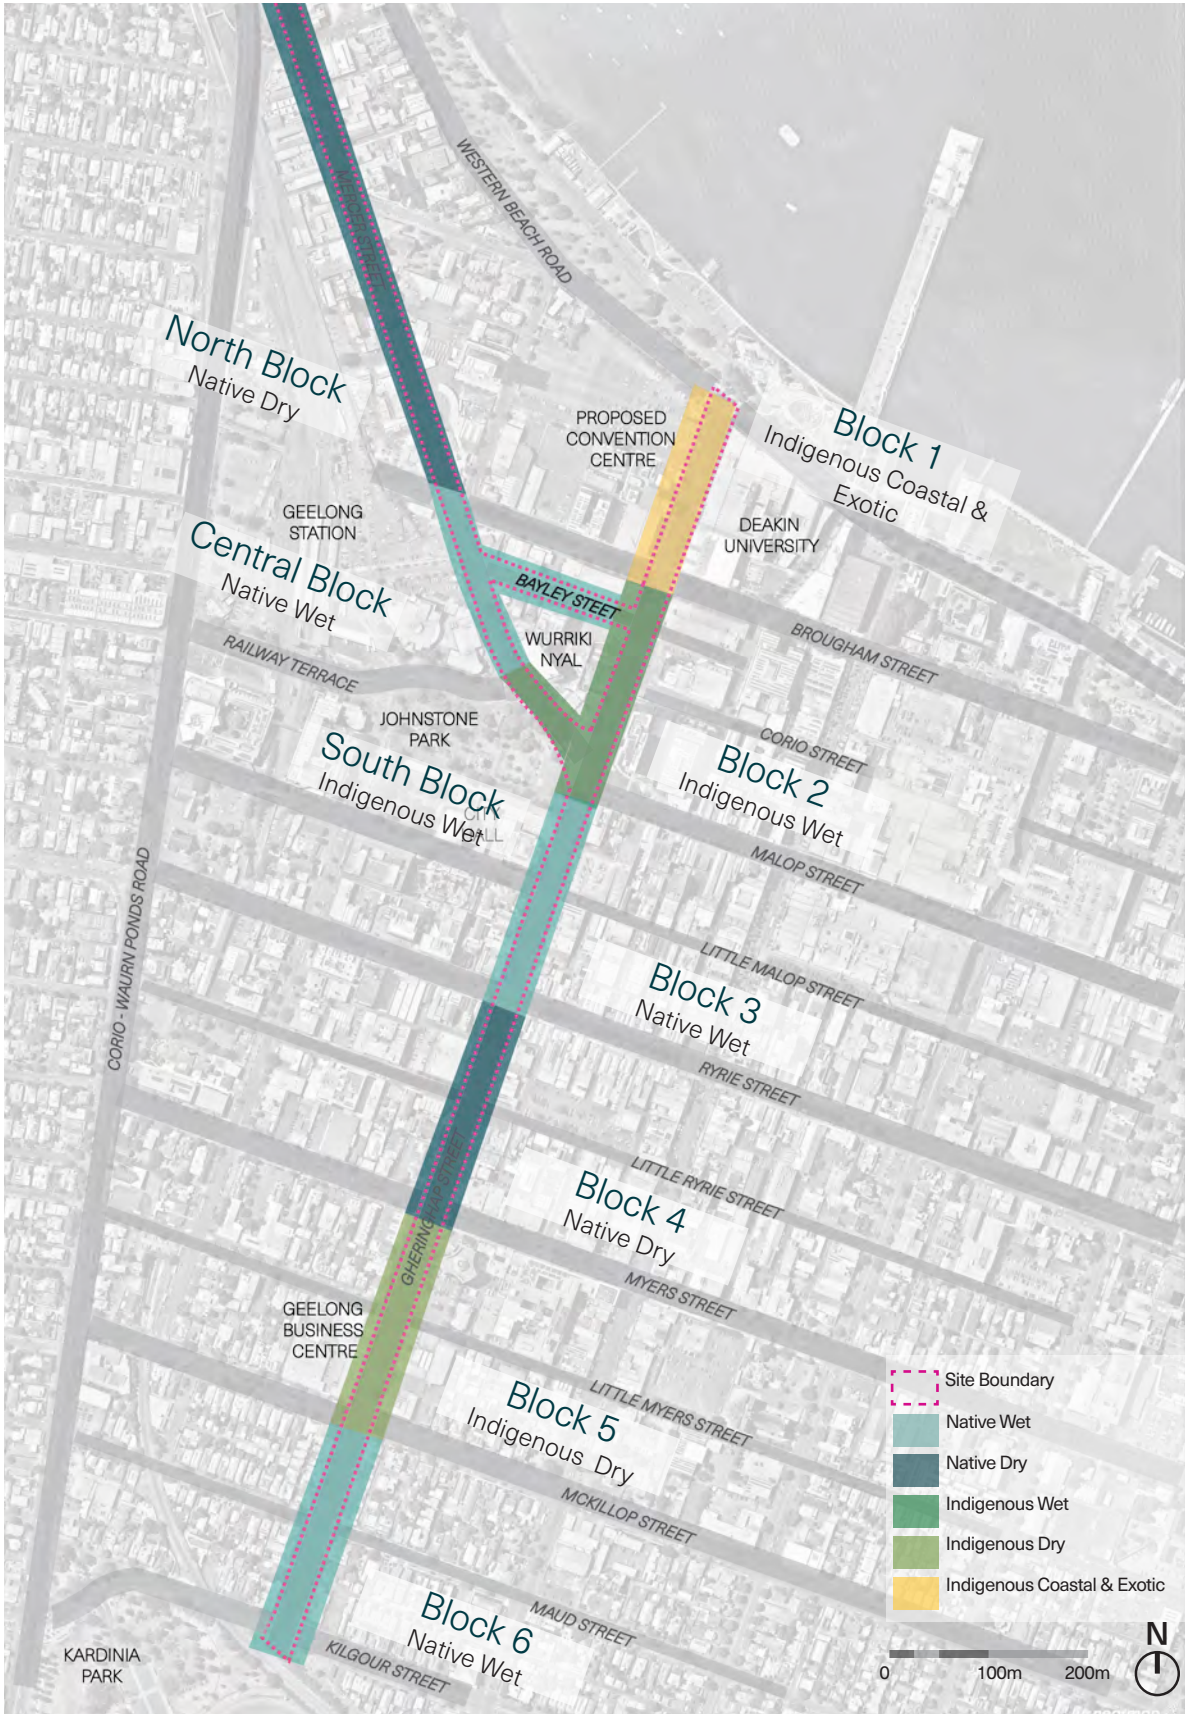 MERCER STREET
WESTERN BEACH ROAD
North Block
Native Dry
PROPOSED
CONVENTION
CENTRE
Block 1
Indigenous Coastal &
Exotic
GEELONG
STATION
DEAKIN
UNIVERSITY
Central Block
Native Wet
BAYLEY STEET
WURRIKI
NYAL
BROUGHAM STREET
RAILWAY TERRACE
JOHNSTONE
PARK
CORIO STREET
South Block
Indigenous Wet
CITY
HALL
Block 2
Indigenous Wet
MALOP STREET
CORIO - WAURN PONDS ROAD
LITTLE MALOP STREET
Block 3
Native Wet
RYRIE STREET
LITTLE RYRIE STREET
Block 4
Native Dry
GHERINGHAP STREET
MYERS STREET
GEELONG
BUSINESS
CENTRE
LITTLE MYERS STREET
Block 5
Indigenous Dry
MCKILLOP STREET
MAUD STREET
Block 6
Native Wet
KILGOUR STREET
KARDINIA
PARK
Site Boundary
Native Wet
Native Dry
Indigenous Wet
Indigenous Dry
Indigenous Coastal & Exotic
N
0 100m 200m